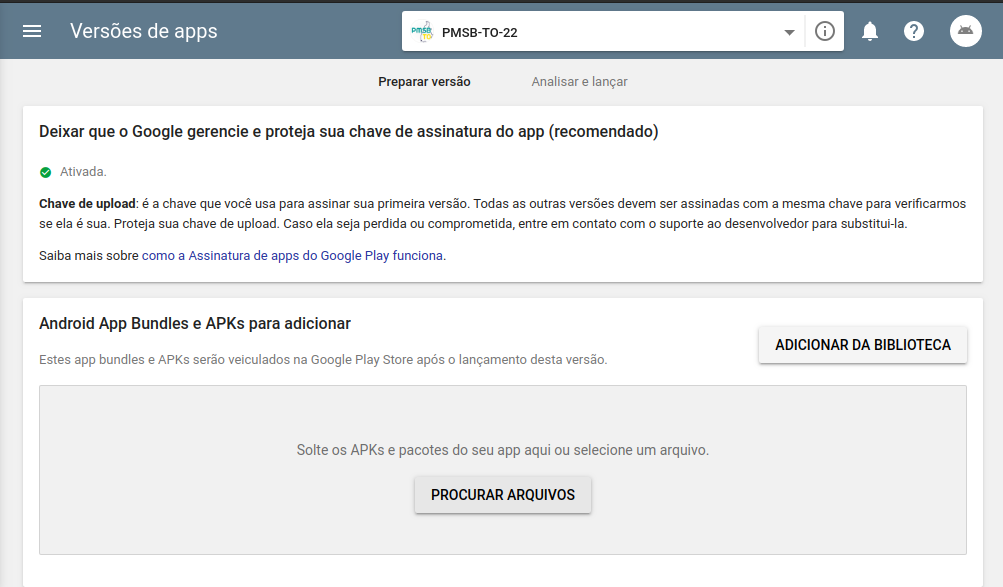 Versões de apps
PMSB
TO
PMSB-TO-22
Preparar versão
Analisar e lançar
Deixar que o Google gerencie e proteja sua chave de assinatura do app (recomendado)
Ativada.
Chave de upload: é a chave que você usa para assinar sua primeira versão. Todas as outras versões devem ser assinadas com a mesma chave para verificarmos
se ela é sua. Proteja sua chave de upload. Caso ela seja perdida ou comprometida, entre em contato com o suporte ao desenvolvedor para substitui-la.
Saiba mais sobre como a Assinatura de apps do Google Play funciona.
Android App Bundles e APKs para adicionar
Estes app bundles e APKs serão veiculados na Google Play Store após o lançamento desta versão.
ADICIONAR DA BIBLIOTECA
Solte os APKs e pacotes do seu app aqui ou selecione um arquivo.
PROCURAR ARQUIVOS